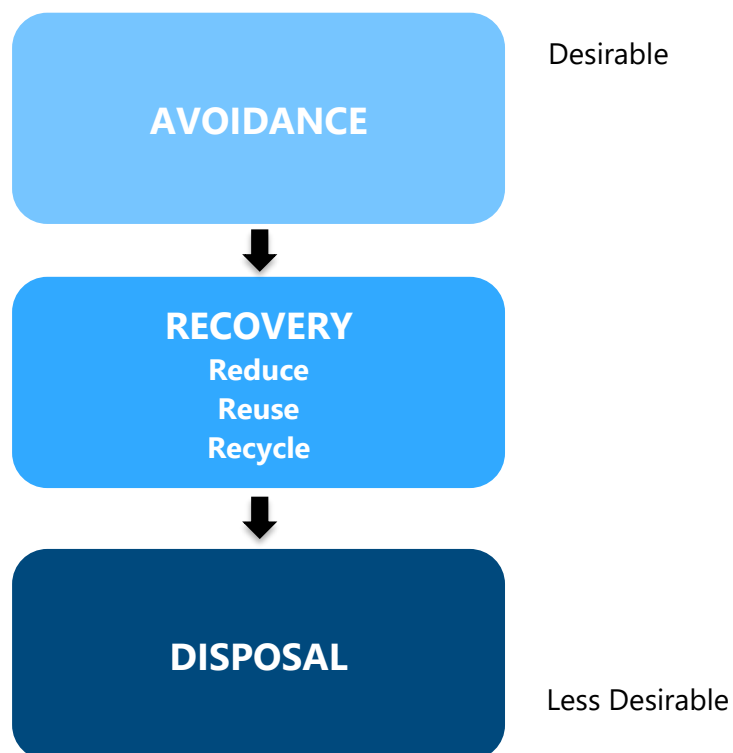 Desirable
AVOIDANCE
RECOVERY
Reduce
Reuse
Recycle
DISPOSAL
Less Desirable